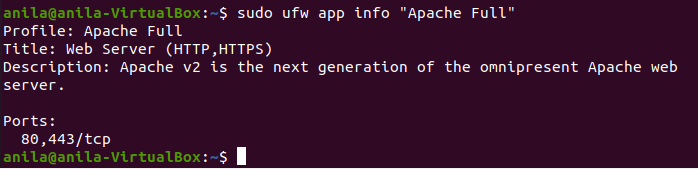 anila@anila-VirtualBox:~$ sudo ufw app info "Apache Full"
Profile: Apache Full
Title: Web Server (HTTP,HTTPS)
Description: Apache v2 is the next generation of the omnipresent Apache web
server.

Ports:
  80,443/tcp
anila@anila-VirtualBox:~$